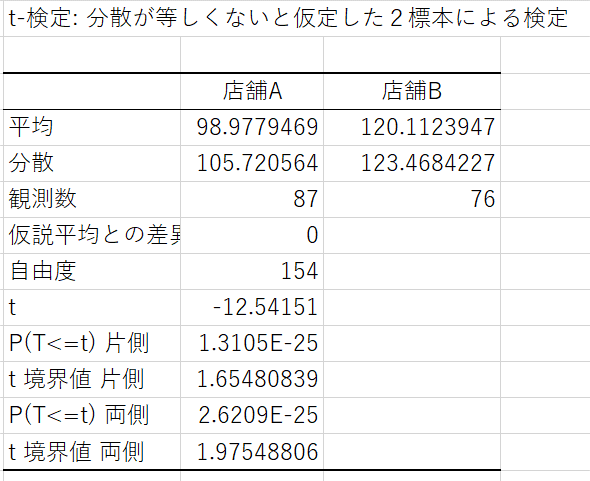 t-検定: 分散が等しくないと仮定した２標本による検定
店舗A 店舗B
平均 98.9779469 120.1123947
分散 105.720564 123.4684227
観測数 87 76
仮説平均との差異 0
自由度 154
t -12.54151
P(T<=t) 片側 1.3105E-25
t 境界値 片側 1.65480839
P(T<=t) 両側 2.6209E-25
t 境界値 両側 1.97548806